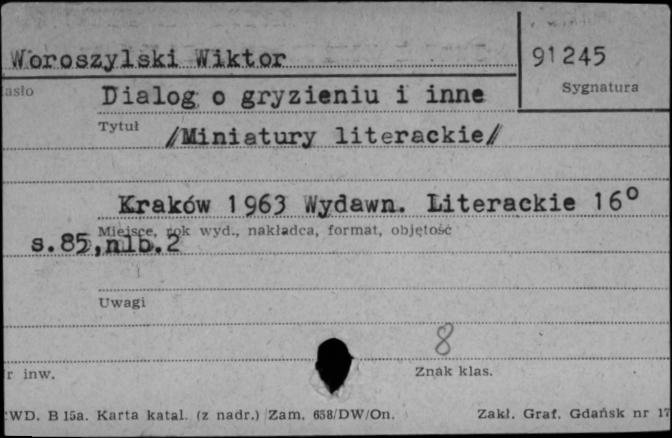 Woroszylski Wiktor
91245
asło
Sygnatura
Dialog o gryzieniu i inne
Tytuł
/Miniatury literackie/
Kraków 1963 Wydawn. Literackie 16°
Miejsce, rok wyd., nakładca, format, objętość
s.85,nlb.2
Uwagi
8
r inw.
Znak klas.
WD. B 15a. Karta katal. (z nadr.) Zam. 658/DW/On.
Zakł. Graf. Gdańsk nr 17